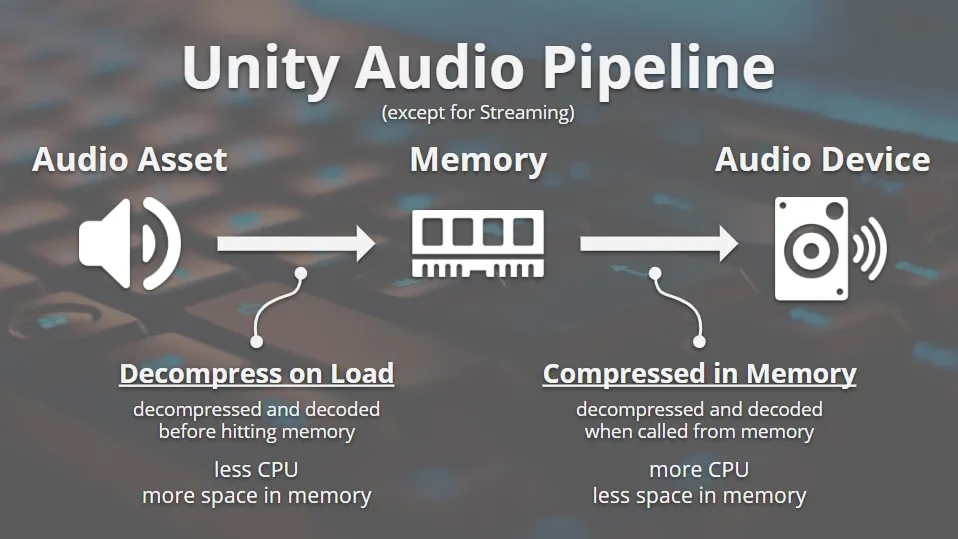 Unity Audio Pipeline
(except for Streaming)
Audio Asset
Memory
Audio Device
Decompress on Load
decompressed and decoded
before hitting memory
less CPU
more space in memory
Compressed in Memory
decompressed and decoded
when called from memory
more CPU
less space in memory